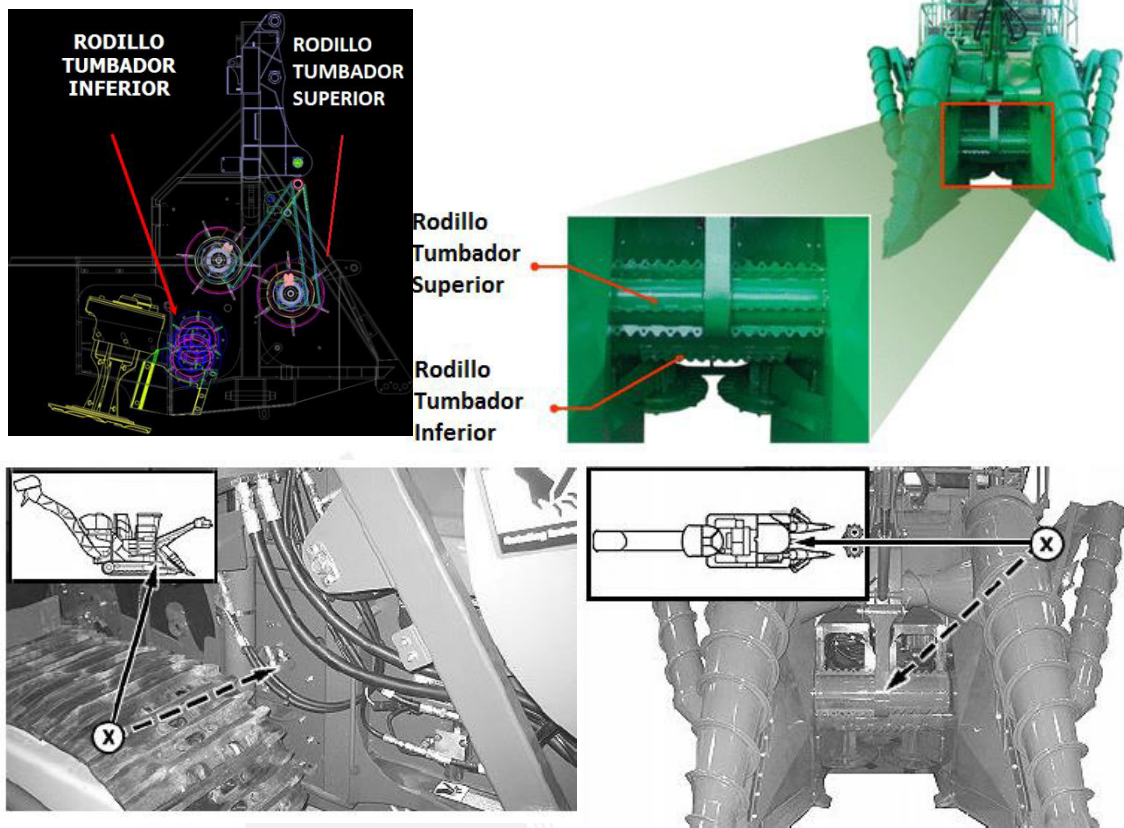 RODILLO
TUMBADOR
INFERIOR
RODILLO
TUMBADOR
SUPERIOR
Rodillo
Tumbador
Superior
Rodillo
Tumbador
Inferior
X
X